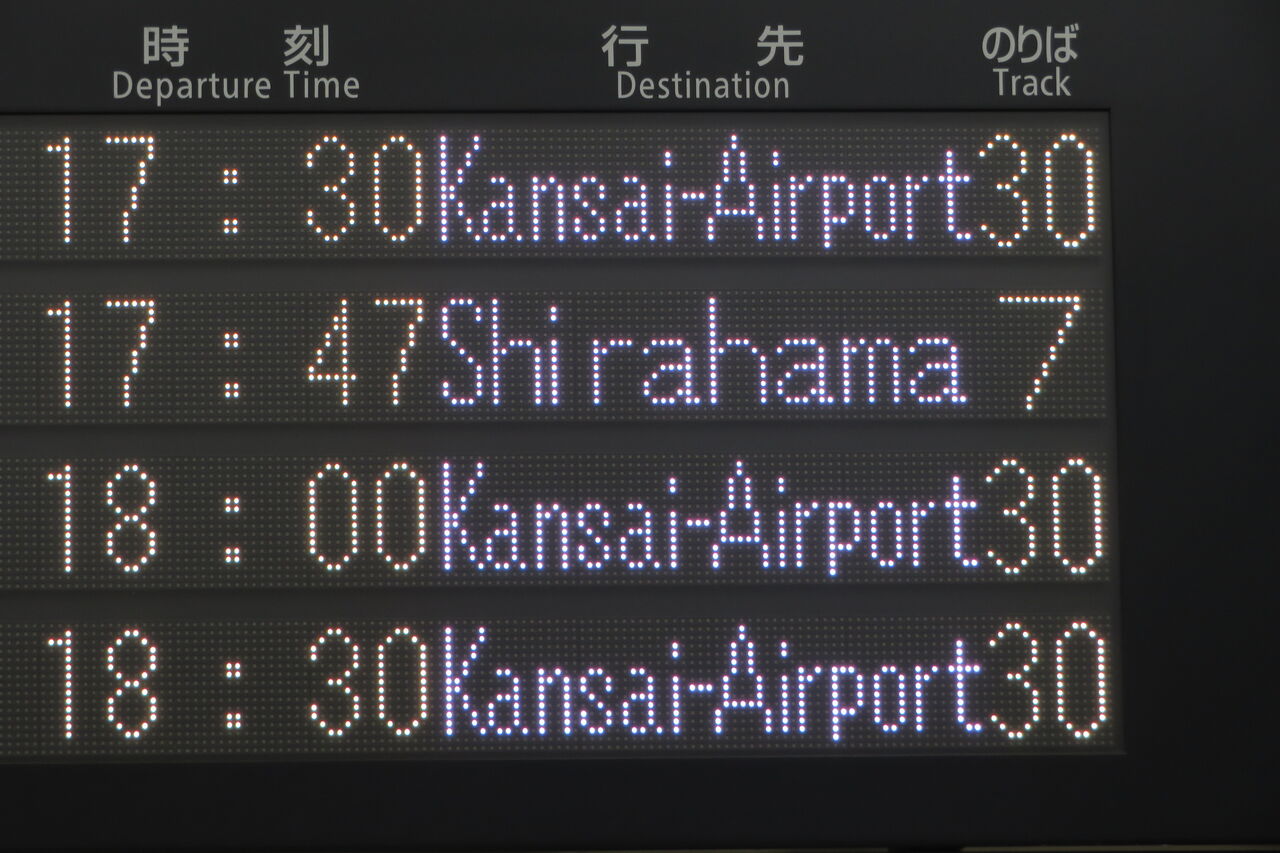 時刻 行先 のりば
Departure Time Destination Track
17:30 Kansai-Airport 30
17:47 Shirahama 7
18:00 Kansai-Airport 30
18:30 Kansai-Airport 30